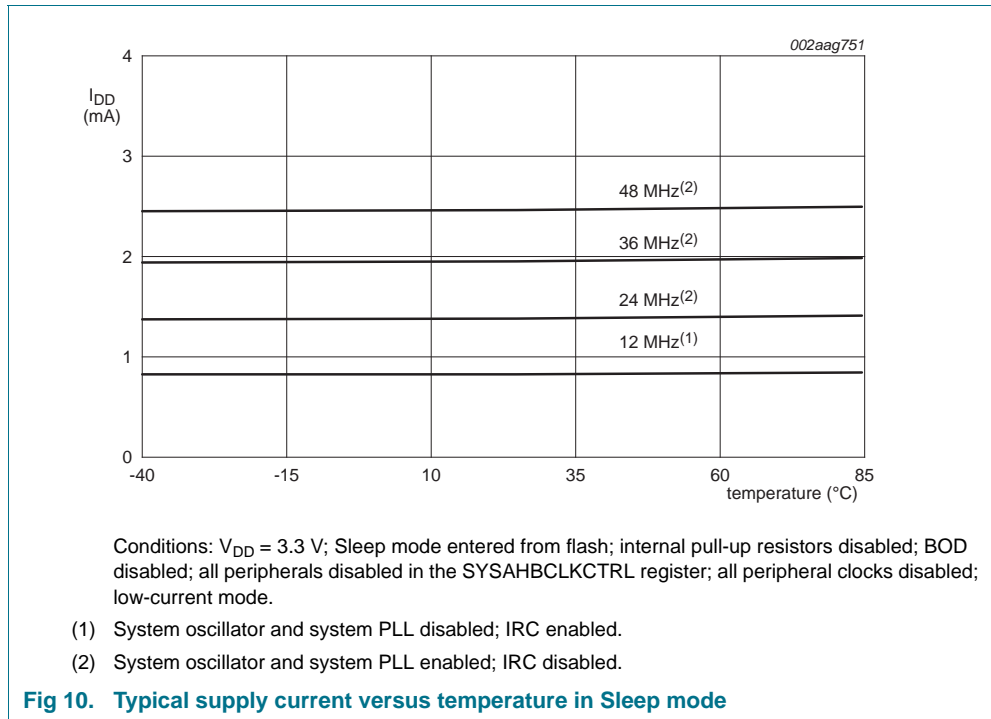 002aag751
4
I_DD
(mA)
3
48 MHz(2)
36 MHz(2)
2
24 MHz(2)
12 MHz(1)
1
0
-40 -15 10 35 60 85
temperature (°C)
Conditions: V_DD = 3.3 V; Sleep mode entered from flash; internal pull-up resistors disabled; BOD
disabled; all peripherals disabled in the SYSAHBCLKCTRL register; all peripheral clocks disabled;
low-current mode.
(1) System oscillator and system PLL disabled; IRC enabled.
(2) System oscillator and system PLL enabled; IRC disabled.
Fig 10. Typical supply current versus temperature in Sleep mode